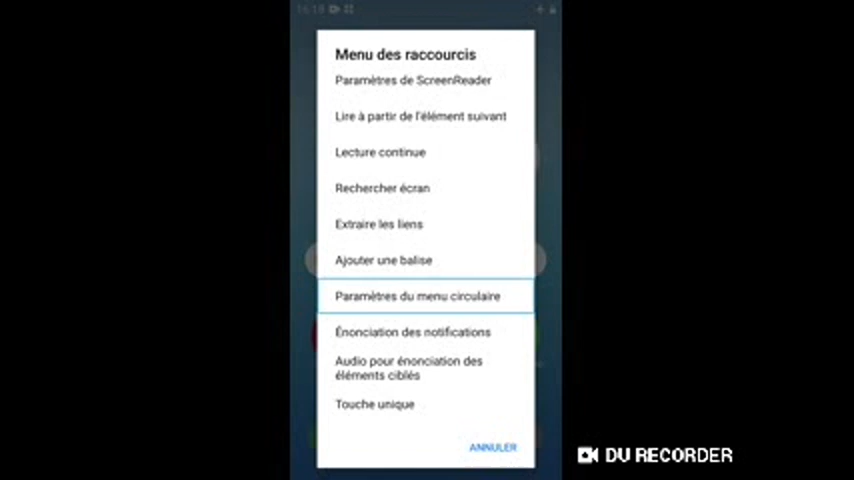 16:18
Menu des raccourcis
Paramètres de ScreenReader
Lire à partir de l'élément suivant
Lecture continue
Rechercher écran
Extraire les liens
Ajouter une balise
Paramètres du menu circulaire
Énonciation des notifications
Audio pour énonciation des
éléments ciblés
Touche unique
ANNULER
DU RECORDER